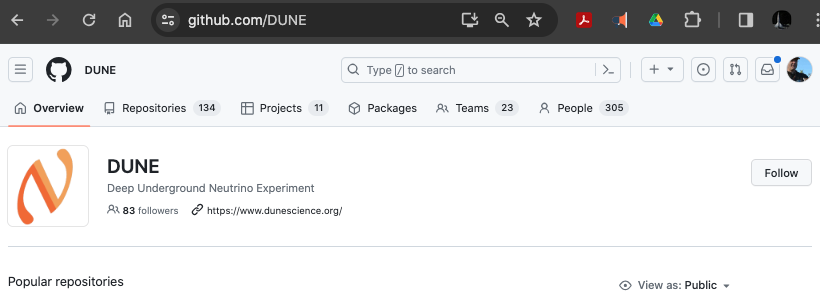 github.com/DUNE
DUNE
Type / to search
Overview Repositories 134 Projects 11 Packages Teams 23 People 305
DUNE
Deep Underground Neutrino Experiment
Follow
83 followers https://www.dunescience.org/
Popular repositories
View as: Public